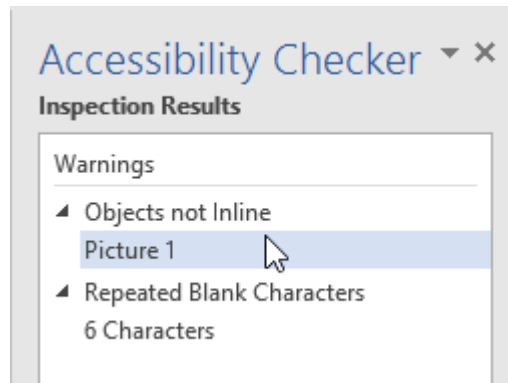 Accessibility Checker
Inspection Results
Warnings
Objects not Inline
Picture 1
Repeated Blank Characters
6 Characters